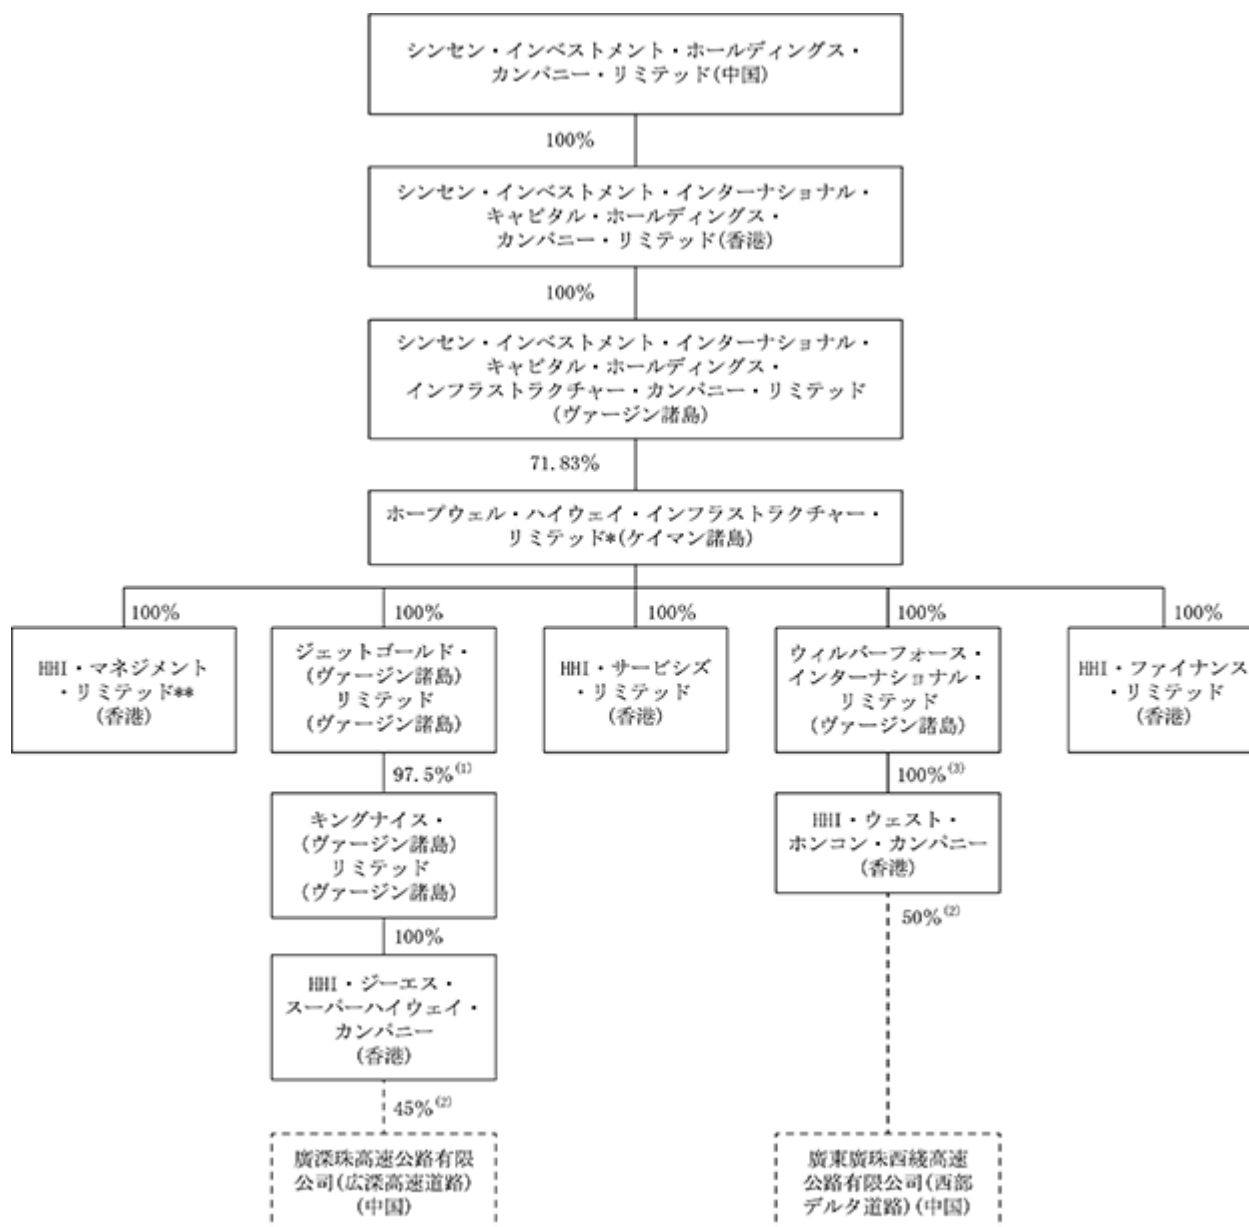 シンセン・インベストメント・ホールディングス・
カンパニー・リミテッド(中国)
100%
シンセン・インベストメント・インターナショナル・
キャピタル・ホールディングス・
カンパニー・リミテッド(香港)
100%
シンセン・インベストメント・インターナショナル・
キャピタル・ホールディングス・
インフラストラクチャー・カンパニー・リミテッド
(ヴァージン諸島)
71.83%
ホープウェル・ハイウェイ・インフラストラクチャー・
リミテッド*(ケイマン諸島)
100%
HHI・マネジメント
・リミテッド**
(香港)
100%
ジェットゴールド・
(ヴァージン諸島)
リミテッド
(ヴァージン諸島)
100%
HHI・サービシズ
・リミテッド
(香港)
100%
ウィルバーフォース・
インターナショナル・
リミテッド
(ヴァージン諸島)
100%
HHI・ファイナンス
・リミテッド
(香港)
97.5%(1)
キングナイス・
(ヴァージン諸島)
リミテッド
(ヴァージン諸島)
100%
HHI・ジーエス・
スーパーハイウェイ・
カンパニー
(香港)
45%(2)
廣深珠高速公路有限
公司(広深高速道路)
(中国)
100%(3)
HHI・ウェスト・
ホンコン・カンパニー
(香港)
50%(2)
廣東廣珠西綫高速
公路有限公司(西部
デルタ道路)(中国)